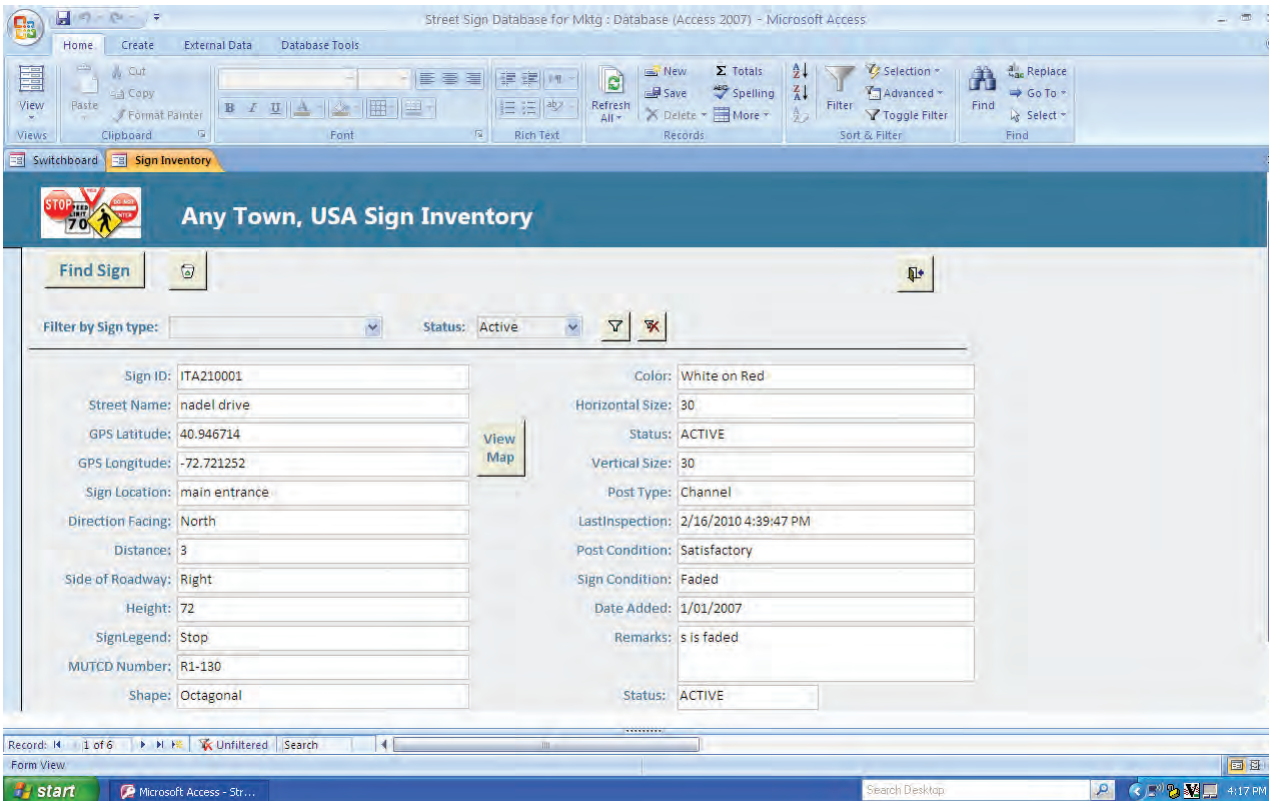 Street Sign Database for Mktg : Database (Access 2007) - Microsoft Access
Home Create External Data Database Tools
View
Views
Paste
Cut
Copy
Format Painter
Clipboard
B I U
Font
Rich Text
Refresh All
New
Save
Delete
Σ Totals
Spelling
More
Records
Filter
Selection
Advanced
Toggle Filter
Sort & Filter
Find
Replace
Go To
Select
Find
Switchboard Sign Inventory
STOP
70
Any Town, USA Sign Inventory
Find Sign
Filter by Sign type: Status: Active
Sign ID: ITA210001
Street Name: nadel drive
GPS Latitude: 40.946714
GPS Longitude: -72.721252
Sign Location: main entrance
Direction Facing: North
Distance: 3
Side of Roadway: Right
Height: 72
SignLegend: Stop
MUTCD Number: R1-130
Shape: Octagonal
View
Map
Color: White on Red
Horizontal Size: 30
Status: ACTIVE
Vertical Size: 30
Post Type: Channel
LastInspection: 2/16/2010 4:39:47 PM
Post Condition: Satisfactory
Sign Condition: Faded
Date Added: 1/01/2007
Remarks: s is faded
Status: ACTIVE
Record: 1 of 6 Unfiltered Search
Form View
start Microsoft Access - Str... Search Desktop 4:17 PM